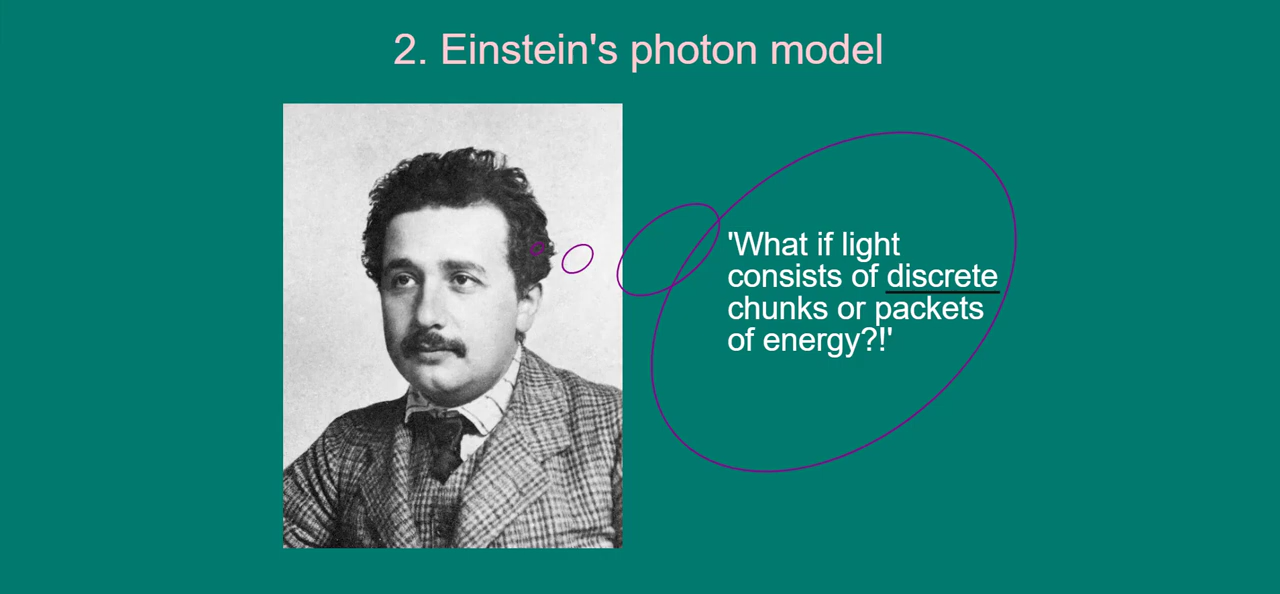 2. Einstein's photon model
'What if light
consists of discrete
chunks or packets
of energy?!'